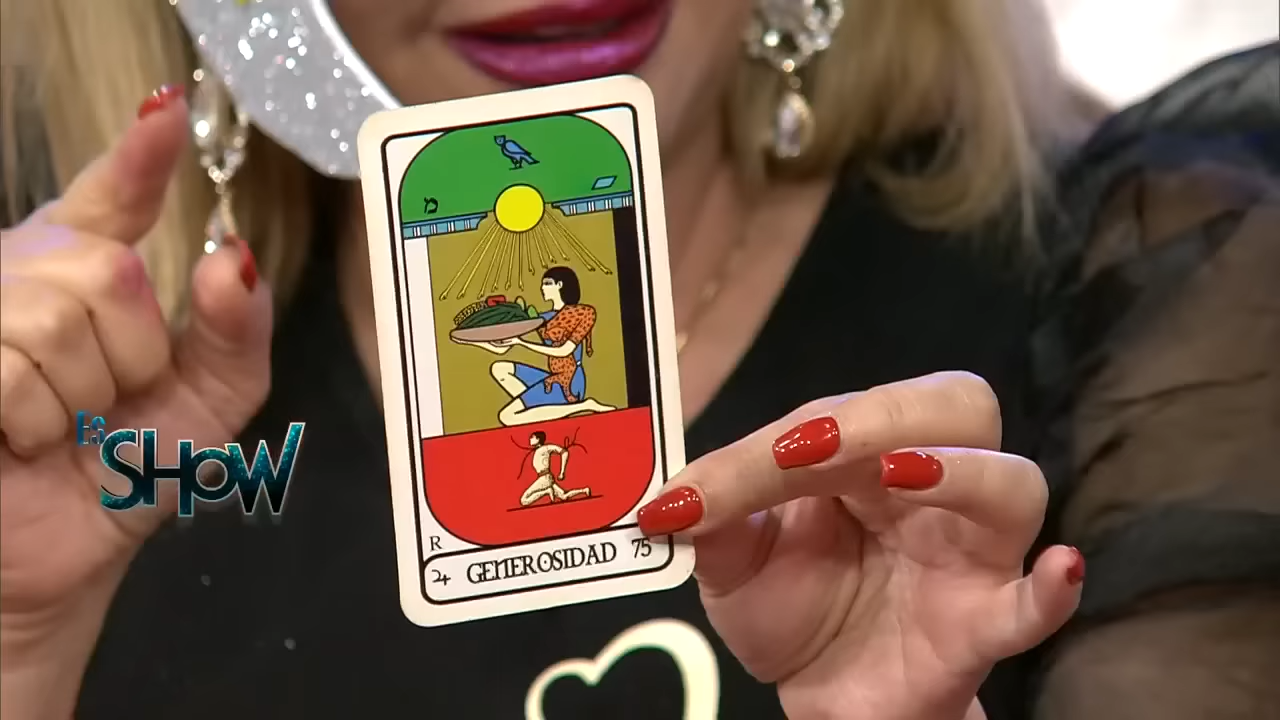 מ
Es
SHOW
R
♃ GENEROSIDAD 75